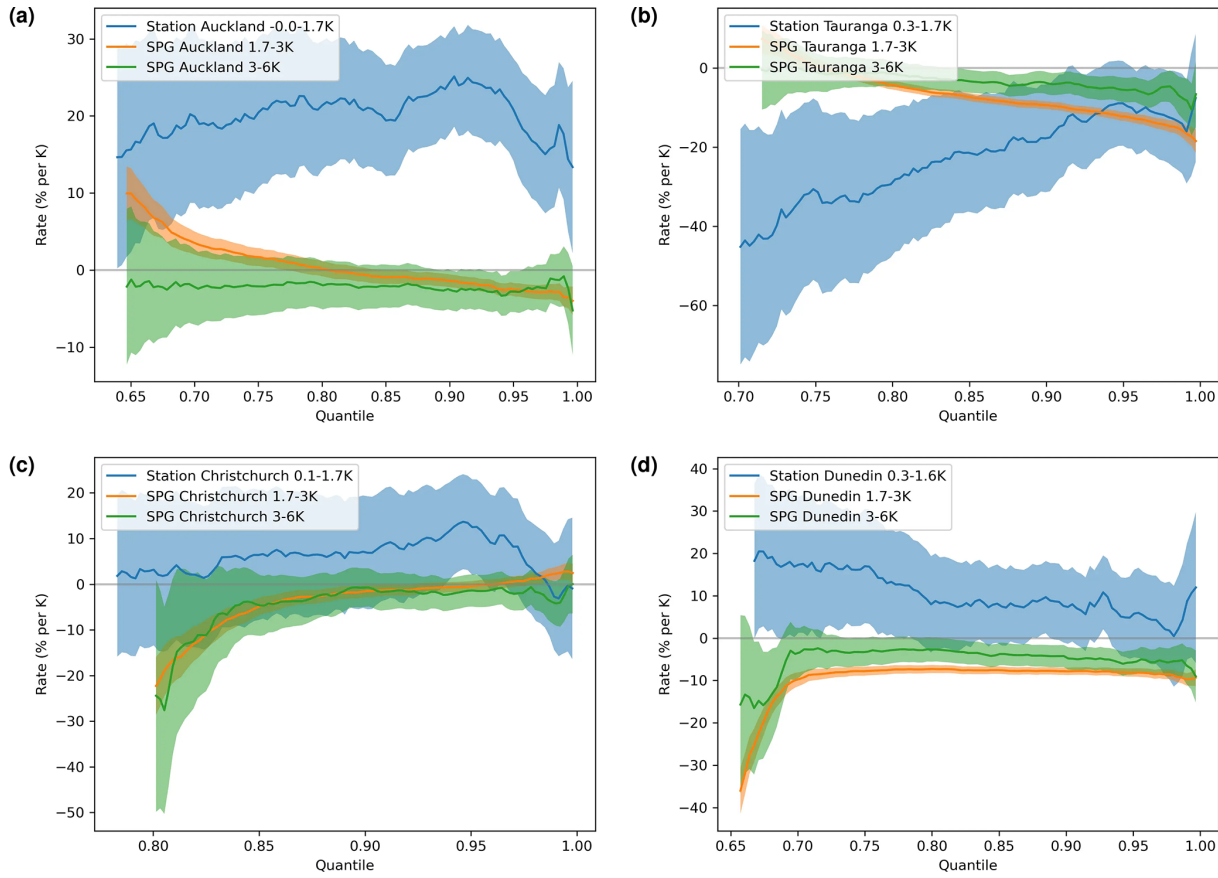 (a)
Station Auckland -0.0-1.7K
SPG Auckland 1.7-3K
SPG Auckland 3-6K
30
20
10
0
−10
Rate (% per K)
0.65 0.70 0.75 0.80 0.85 0.90 0.95 1.00
Quantile
(b)
Station Tauranga 0.3-1.7K
SPG Tauranga 1.7-3K
SPG Tauranga 3-6K
0
−20
−40
−60
Rate (% per K)
0.70 0.75 0.80 0.85 0.90 0.95 1.00
Quantile
(c)
Station Christchurch 0.1-1.7K
SPG Christchurch 1.7-3K
SPG Christchurch 3-6K
20
10
0
−10
−20
−30
−40
−50
Rate (% per K)
0.80 0.85 0.90 0.95 1.00
Quantile
(d)
Station Dunedin 0.3-1.6K
SPG Dunedin 1.7-3K
SPG Dunedin 3-6K
40
30
20
10
0
−10
−20
−30
−40
Rate (% per K)
0.65 0.70 0.75 0.80 0.85 0.90 0.95 1.00
Quantile